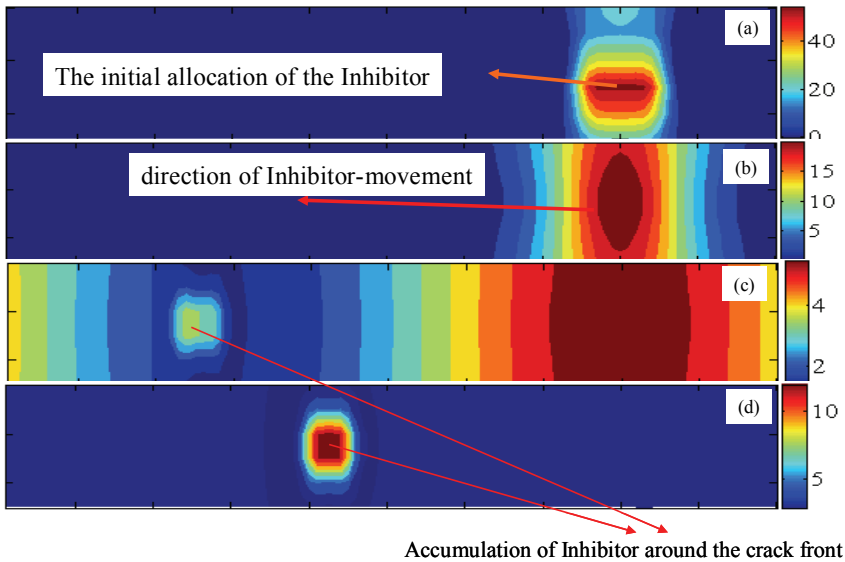 (a)
40
20
0
The initial allocation of the Inhibitor
(b)
15
10
5
direction of Inhibitor-movement
(c)
4
2
(d)
10
5
Accumulation of Inhibitor around the crack front